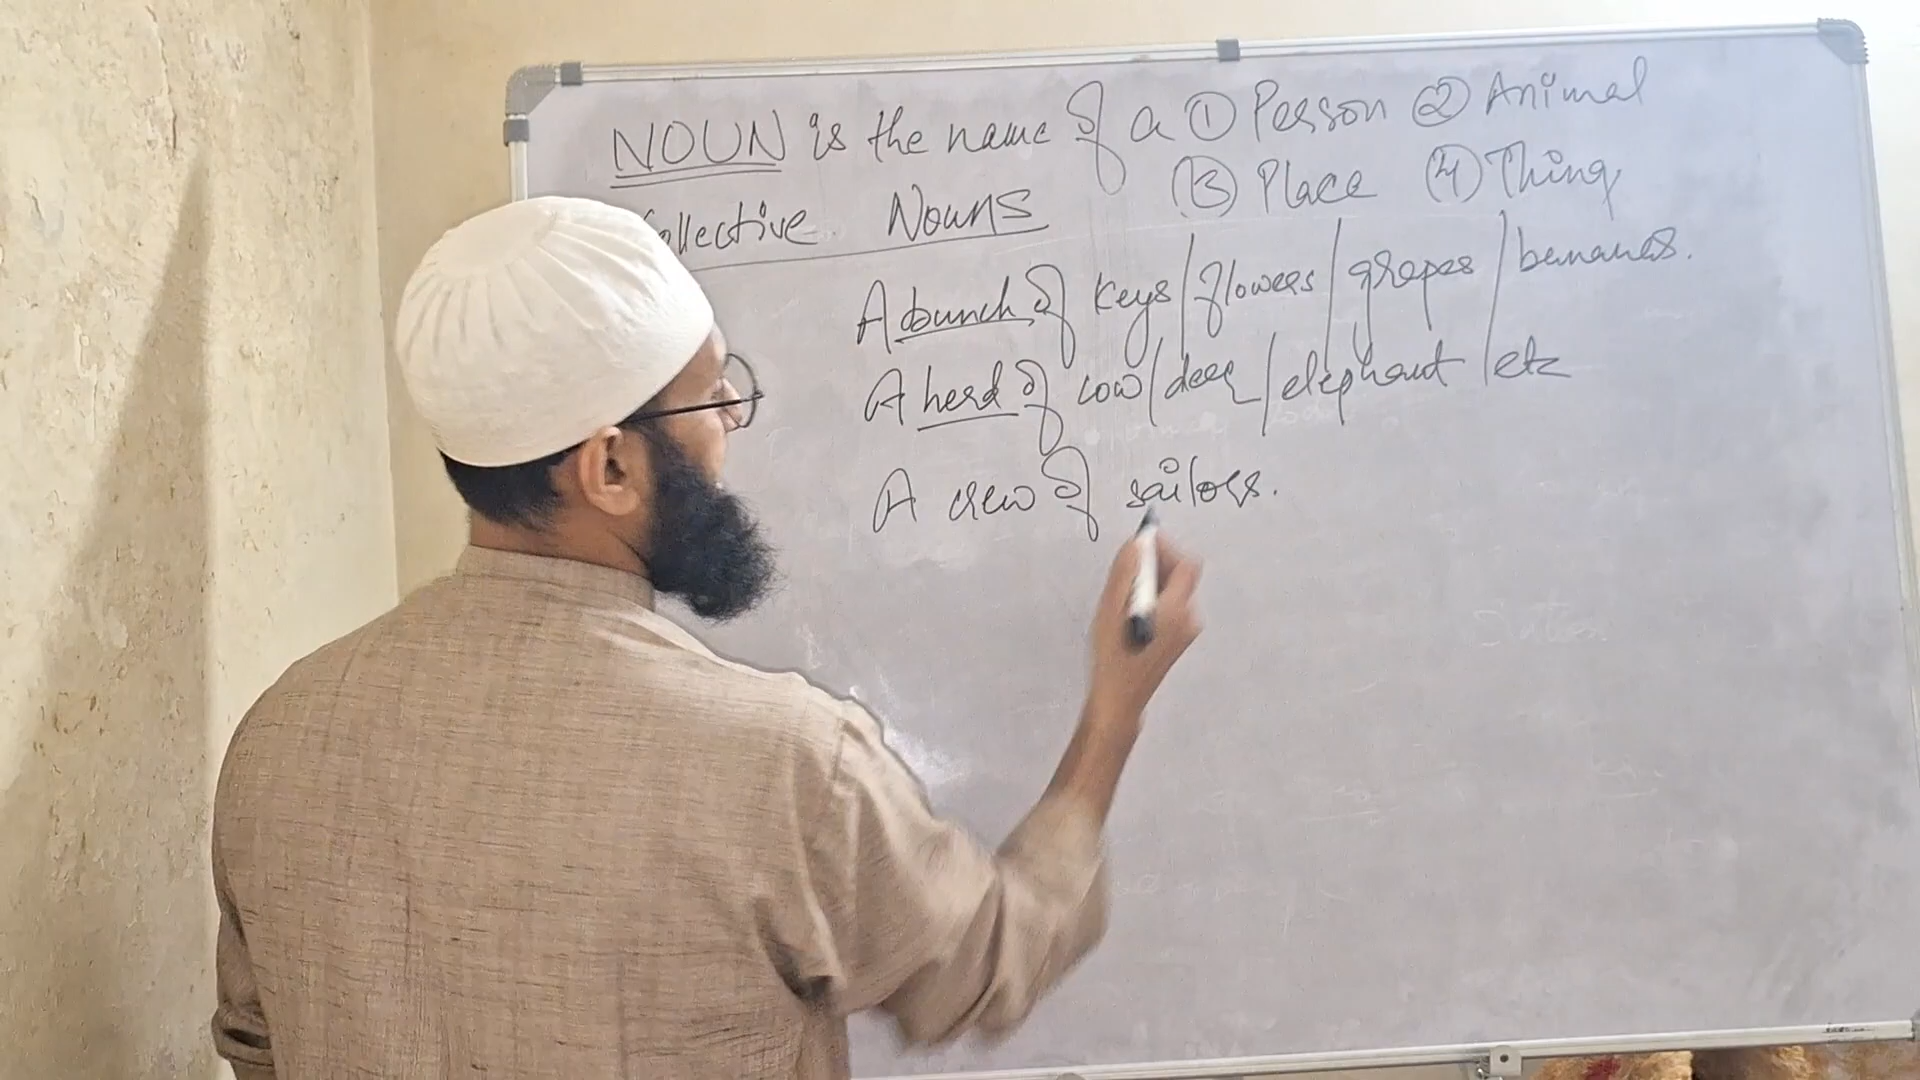 NOUN is the name of a ① Person ② Animal
③ Place ④ Thing
Collective Nouns
A bunch of keys/flowers/grapes/bananas.
A herd of cow/deer/elephant/etc
A crew of sailors.